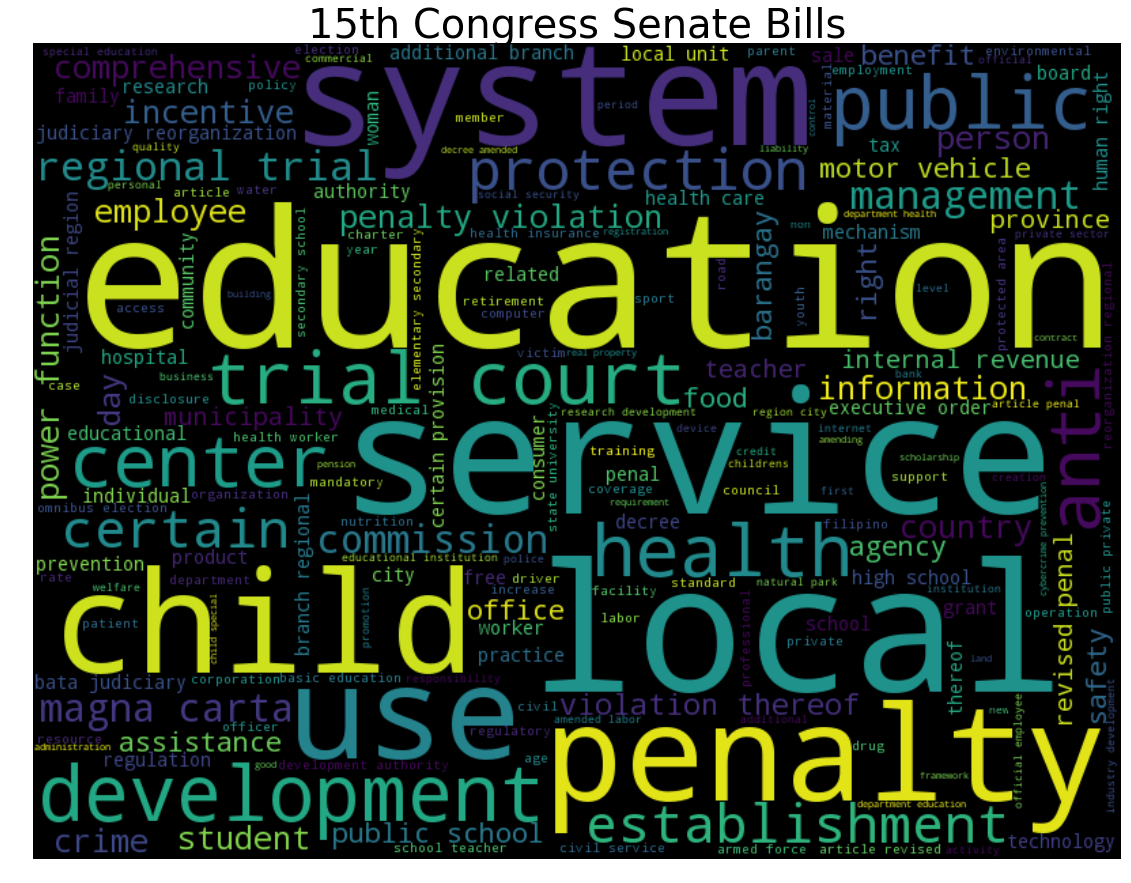 15th Congress Senate Bills
special education
election
commercial
additional branch
local unit
parent
sale
benefit
environmental
official
comprehensive
system
employment
board
family
research
policy
period
material
public
incentive
woman
member
control
human right
judiciary reorganization
tax
person
quality
decree amended
liability
regional trial
protection
motor vehicle
personal
article
water
authority
social security
health care
management
employee
penalty violation
department health
province
charter
health insurance
registration
barangay
non
mechanism
private sector
judicial region
community
secondary school
year
elementary secondary
related
road
right
protected area
education
access
building
retirement
computer
sport
youth
level
reorganization regional
power function
contract
hospital
victim
real property
internal revenue
case
day
business
trial court
teacher
bank
information
anti
disclosure
food
municipality
medical
research development
region city
executive order
article penal
educational
health worker
certain provision
consumer
state university
device
internet
amending
service
center
training
credit
pension
penal
childrens
scholarship
individual
organization
mandatory
coverage
council
support
creation
omnibus election
requirement
first
certain
branch regional
nutrition
commission
decree
filipino
country
cybercrime prevention
public private
prevention
product
educational institution
police
health
agency
rate
department
city
free
driver
standard
natural park
high school
institution
welfare
increase
facility
revised penal
child
promotion
office
labor
professional
local
grant
operation
patient
child special
worker
school
private
practice
land
thereof
safety
bata judiciary
corporation
basic education
responsibility
magna carta
use
civil
violation thereof
officer
amended labor
additional
new
resource
regulatory
penalty
official employee
industry development
administration
assistance
regulation
good
development authority
age
drug
framework
development
department education
crime
student
public school
establishment
technology
school teacher
civil service
armed force
article revised
activity